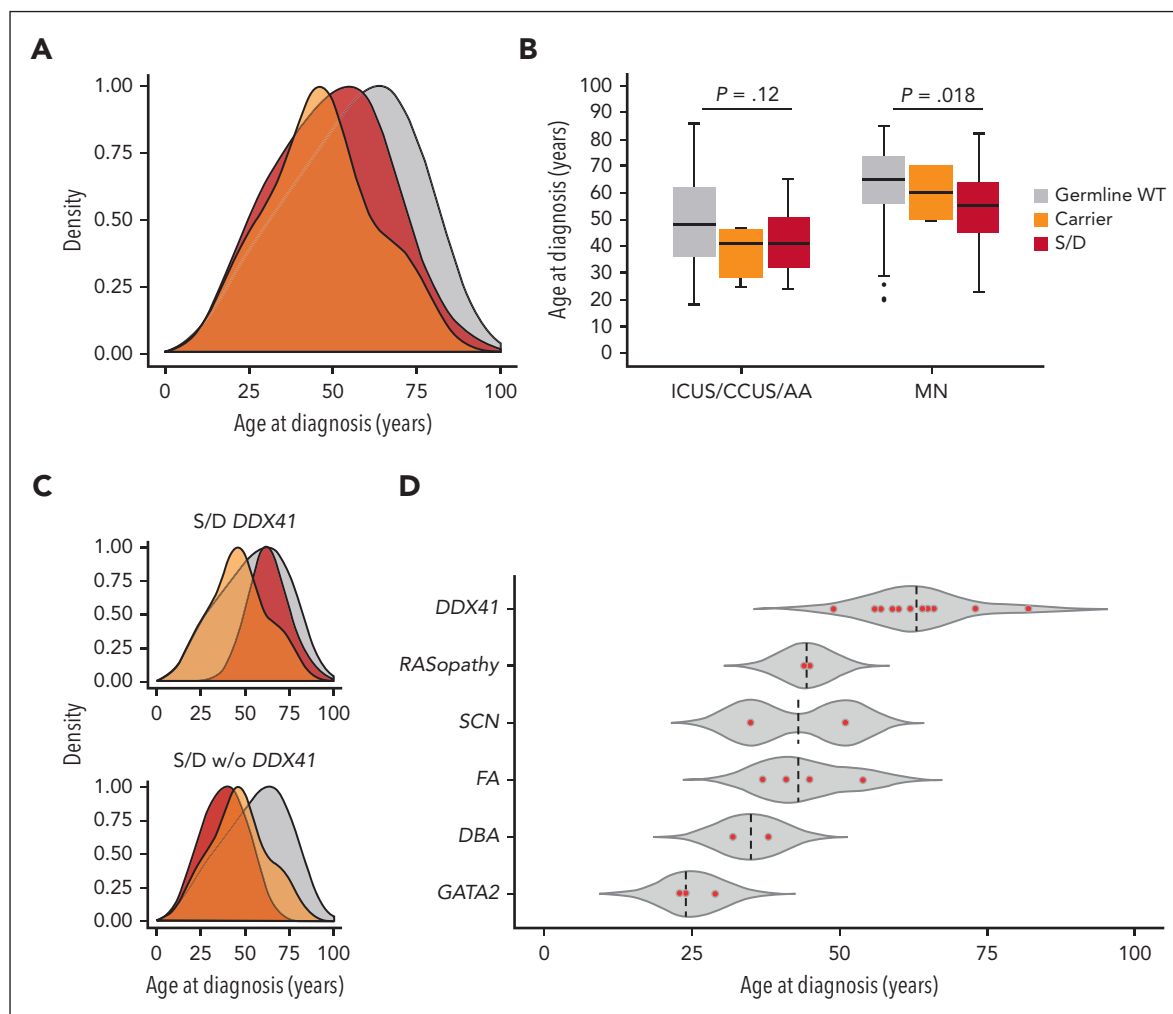 A
1.00
0.75
0.50
0.25
0.00
Density
0 25 50 75 100
Age at diagnosis (years)
B
100
90
80
70
60
50
40
30
20
10
0
Age at diagnosis (years)
P = .12
P = .018
ICUS/CCUS/AA MN
Germline WT
Carrier
S/D
C
S/D DDX41
1.00
0.75
0.50
0.25
0.00
0 25 50 75 100
Density
S/D w/o DDX41
1.00
0.75
0.50
0.25
0.00
0 25 50 75 100
Age at diagnosis (years)
D
DDX41
RASopathy
SCN
FA
DBA
GATA2
0 25 50 75 100
Age at diagnosis (years)